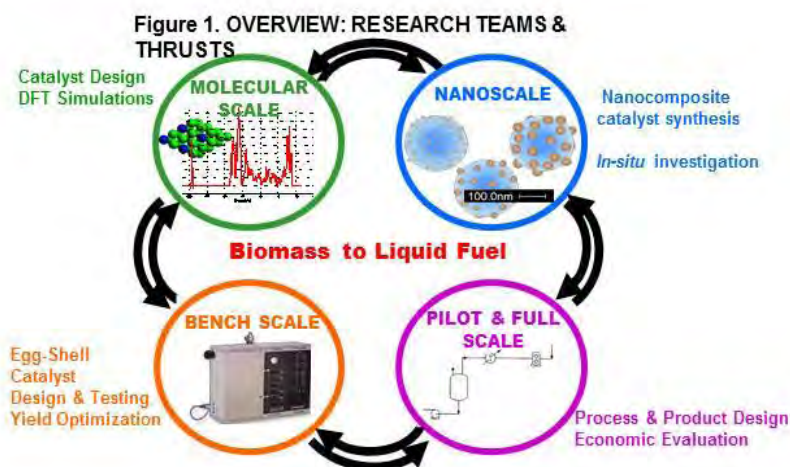 Figure 1. OVERVIEW: RESEARCH TEAMS &
THRUSTS
Catalyst Design
DFT Simulations
MOLECULAR
SCALE
NANOSCALE
100.0nm
Nanocomposite
catalyst synthesis
In-situ investigation
Biomass to Liquid Fuel
BENCH SCALE
Egg-Shell
Catalyst
Design & Testing
Yield Optimization
PILOT & FULL
SCALE
Process & Product Design
Economic Evaluation